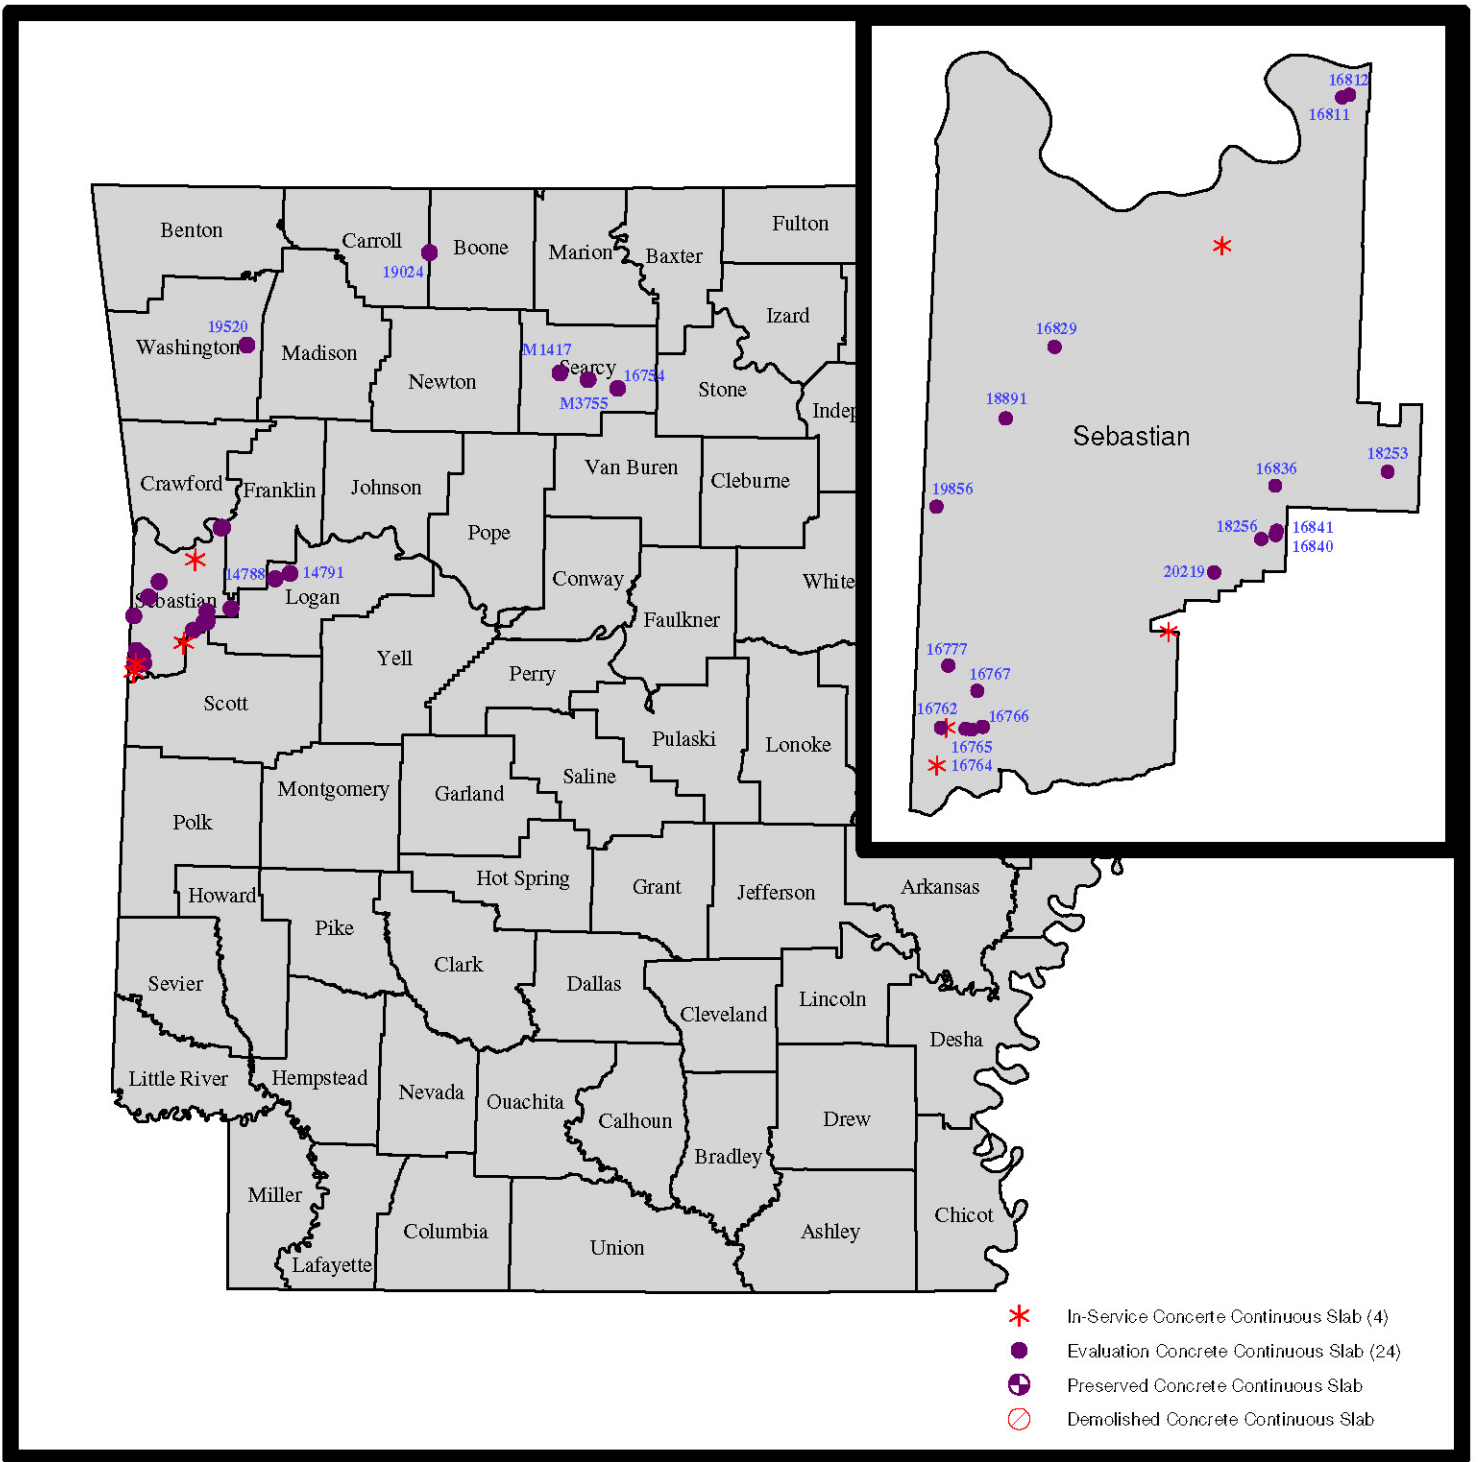 Benton
Carroll
Boone
Marion
Baxter
Fulton
19024
19520
Washington
Madison
Newton
M1417
Searcy
16754
M3755
Stone
Izard
Indep
Crawford
Franklin
Johnson
Pope
Van Buren
Cleburne
14788
14791
Logan
Sebastian
Conway
White
Faulkner
Yell
Perry
Scott
Pulaski
Lonoke
Saline
Montgomery
Garland
Polk
Howard
Hot Spring
Grant
Jefferson
Arkansas
Pike
Clark
Sevier
Dallas
Cleveland
Lincoln
Desha
Little River
Hempstead
Nevada
Ouachita
Calhoun
Drew
Bradley
Miller
Lafayette
Columbia
Union
Ashley
Chicot
16812
16811
16829
18891
Sebastian
18253
16836
19856
18256
16841
16840
20219
16777
16767
16762
16766
16765
16764
In-Service Concerte Continuous Slab (4)
Evaluation Concrete Continuous Slab (24)
Preserved Concrete Continuous Slab
Demolished Concrete Continuous Slab